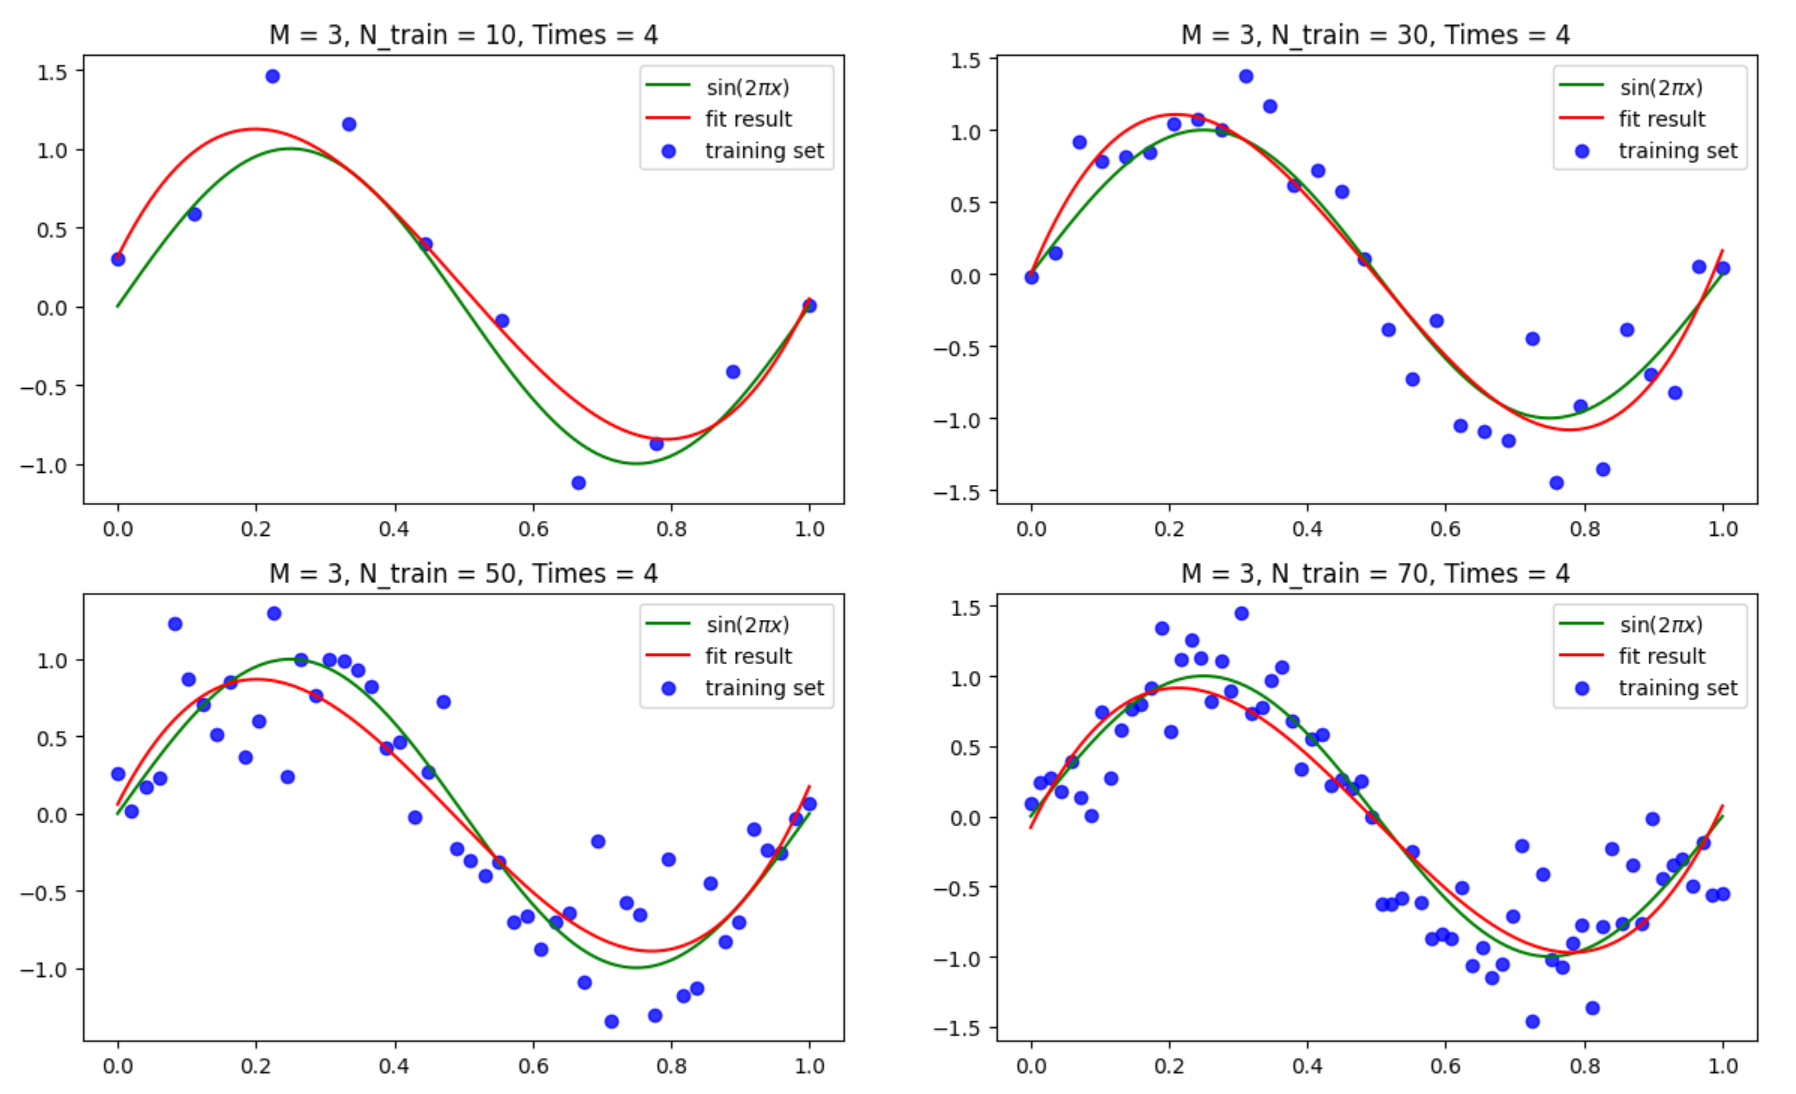 M = 3, N_train = 10, Times = 4
1.5
1.0
0.5
0.0
−0.5
−1.0
0.0 0.2 0.4 0.6 0.8 1.0
sin(2πx)
fit result
training set
M = 3, N_train = 30, Times = 4
1.5
1.0
0.5
0.0
−0.5
−1.0
−1.5
0.0 0.2 0.4 0.6 0.8 1.0
sin(2πx)
fit result
training set
M = 3, N_train = 50, Times = 4
1.0
0.5
0.0
−0.5
−1.0
0.0 0.2 0.4 0.6 0.8 1.0
sin(2πx)
fit result
training set
M = 3, N_train = 70, Times = 4
1.5
1.0
0.5
0.0
−0.5
−1.0
−1.5
0.0 0.2 0.4 0.6 0.8 1.0
sin(2πx)
fit result
training set